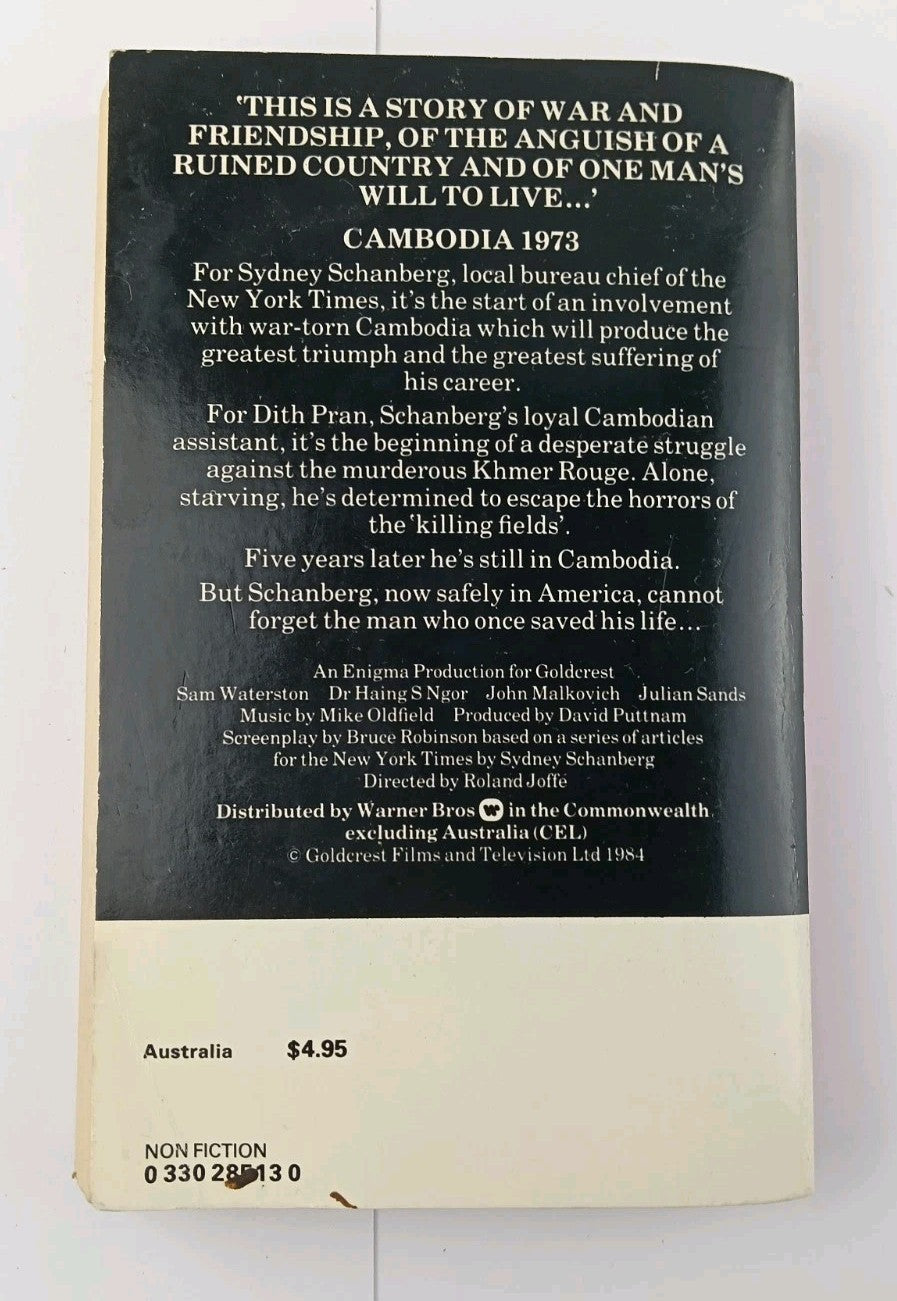 ‘THIS IS A STORY OF WAR AND
FRIENDSHIP, OF THE ANGUISH OF A
RUINED COUNTRY AND OF ONE MAN’S
WILL TO LIVE...’
CAMBODIA 1973
For Sydney Schanberg, local bureau chief of the
New York Times, it’s the start of an involvement
with war-torn Cambodia which will produce the
greatest triumph and the greatest suffering of
his career.
For Dith Pran, Schanberg’s loyal Cambodian
assistant, it’s the beginning of a desperate struggle
against the murderous Khmer Rouge. Alone,
starving, he’s determined to escape the horrors of
the ‘killing fields’.
Five years later he’s still in Cambodia.
But Schanberg, now safely in America, cannot
forget the man who once saved his life...
An Enigma Production for Goldcrest
Sam Waterston Dr Haing S Ngor John Malkovich Julian Sands
Music by Mike Oldfield Produced by David Puttnam
Screenplay by Bruce Robinson based on a series of articles
for the New York Times by Sydney Schanberg
Directed by Roland Joffé
Distributed by Warner Bros W in the Commonwealth
excluding Australia (CEL)
© Goldcrest Films and Television Ltd 1984
Australia $4.95
NON FICTION
0 330 28513 0